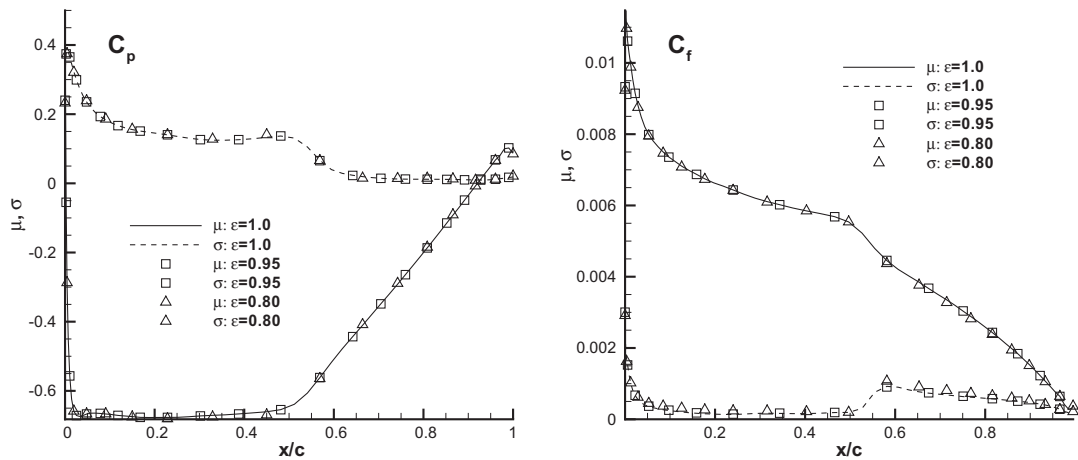 C_p
0.4
0.2
0
-0.2
-0.4
-0.6
μ, σ
μ: ε=1.0
σ: ε=1.0
μ: ε=0.95
σ: ε=0.95
μ: ε=0.80
σ: ε=0.80
0 0.2 0.4 0.6 0.8 1
x/c
C_f
0.01
0.008
0.006
0.004
0.002
0
μ, σ
μ: ε=1.0
σ: ε=1.0
μ: ε=0.95
σ: ε=0.95
μ: ε=0.80
σ: ε=0.80
0.2 0.4 0.6 0.8
x/c